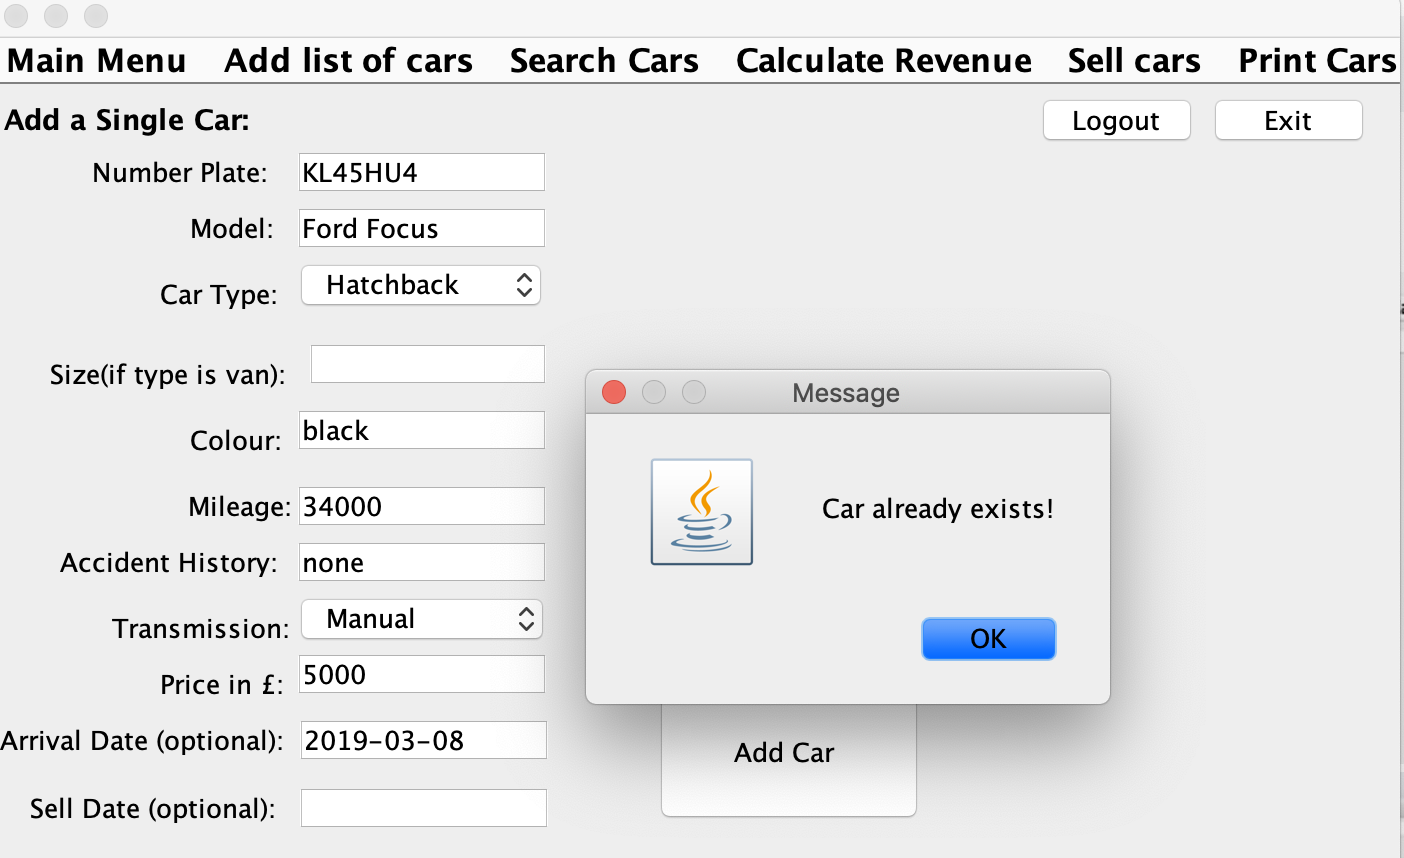 Main Menu Add list of cars Search Cars Calculate Revenue Sell cars Print Cars
Add a Single Car:
Logout Exit
Number Plate: KL45HU4
Model: Ford Focus
Car Type: Hatchback
Size(if type is van):
Colour: black
Mileage: 34000
Accident History: none
Transmission: Manual
Price in £: 5000
Arrival Date (optional): 2019-03-08
Sell Date (optional):
Message
Car already exists!
OK
Add Car